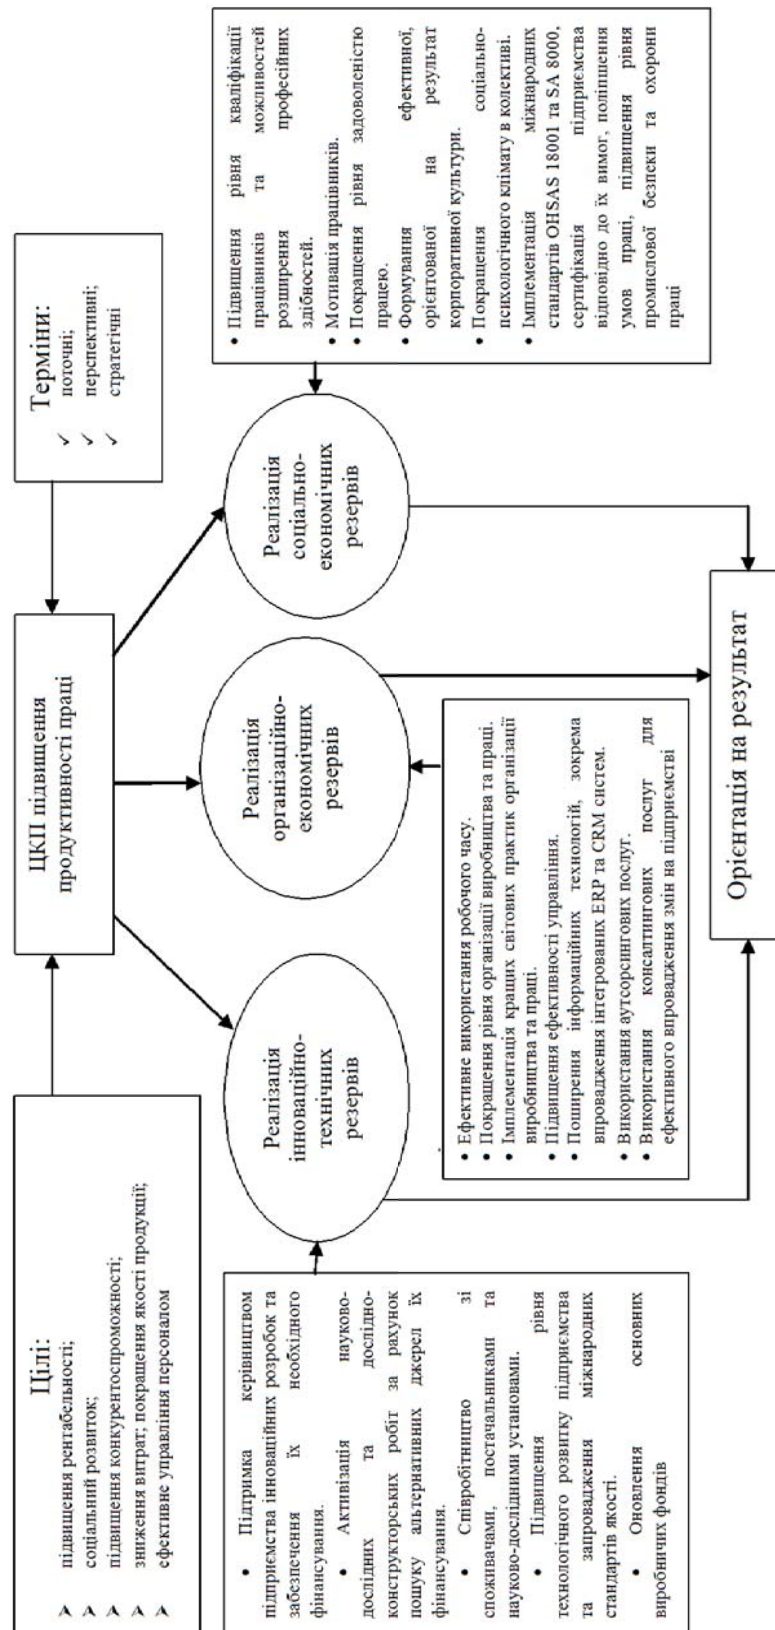 Цілі:
➢ підвищення рентабельності;
➢ соціальний розвиток;
➢ підвищення конкурентоспроможності;
➢ зниження витрат; покращення якості продукції;
➢ ефективне управління персоналом
ЦКП підвищення
продуктивності праці
Терміни:
✓ поточні;
✓ перспективні;
✓ стратегічні
• Підтримка керівництвом
підприємства інноваційних розробок та
забезпечення їх необхідного
фінансування.
• Активізація науково-
дослідних та дослідно-
конструкторських робіт за рахунок
пошуку альтернативних джерел їх
фінансування.
• Співробітництво зі
споживачами, постачальниками та
науково-дослідними установами.
• Підвищення рівня
технологічного розвитку підприємства
та запровадження міжнародних
стандартів якості.
• Оновлення основних
виробничих фондів
Реалізація
інноваційно-
технічних
резервів
Реалізація
організаційно-
економічних
резервів
Реалізація
соціально-
економічних
резервів
• Підвищення рівня кваліфікації
працівників та можливостей
розширення професійних
здібностей.
• Мотивація працівників.
• Покращення рівня задоволеністю
працею.
• Формування ефективної,
орієнтованої на результат
корпоративної культури.
• Покращення соціально-
психологічного клімату в колективі.
• Імплементація міжнародних
стандартів OHSAS 18001 та SA 8000,
сертифікація підприємства
відповідно до їх вимог, поліпшення
умов праці, підвищення рівня
промислової безпеки та охорони
праці
• Ефективне використання робочого часу.
• Покращення рівня організації виробництва та праці.
• Імплементація кращих світових практик організації
виробництва та праці.
• Підвищення ефективності управління.
• Поширення інформаційних технологій, зокрема
впровадження інтегрованих ERP та CRM систем.
• Використання аутсорсингових послуг.
• Використання консалтингових послуг для
ефективного впровадження змін на підприємстві
Орієнтація на результат